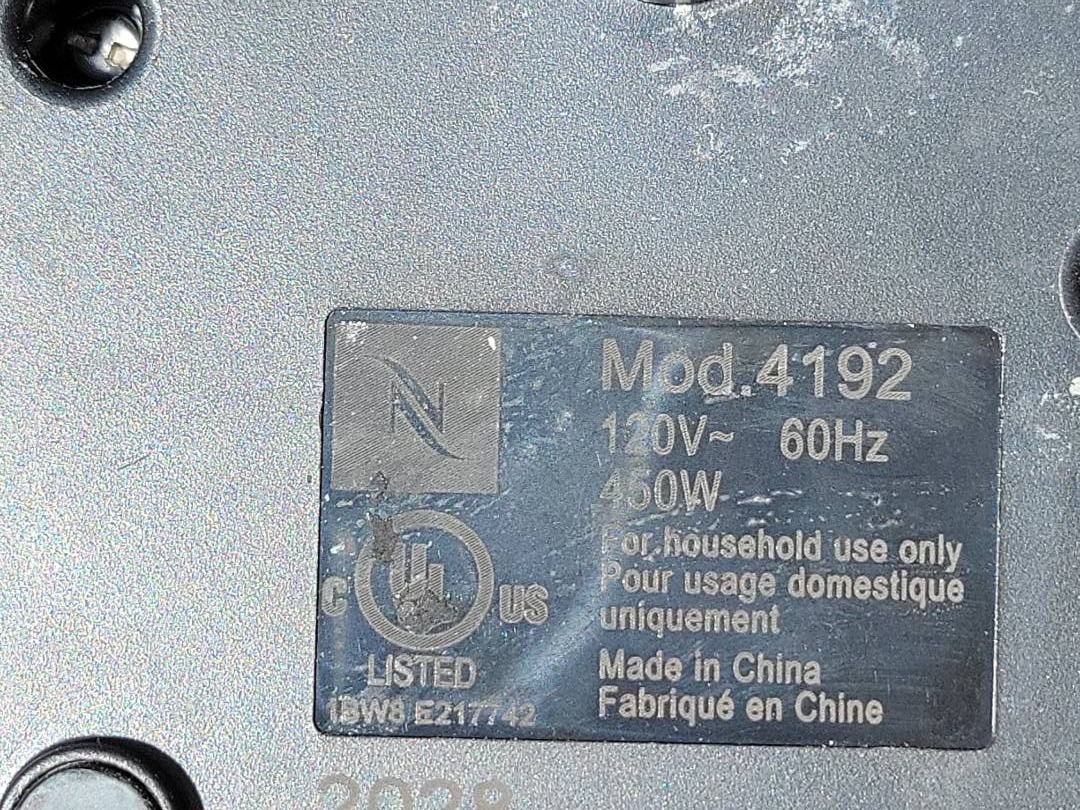 N
Mod.4192
120V~ 60Hz
450W
For household use only
Pour usage domestique
uniquement
Made in China
Fabriqué en Chine
C UL US
LISTED
1BW8 E217742